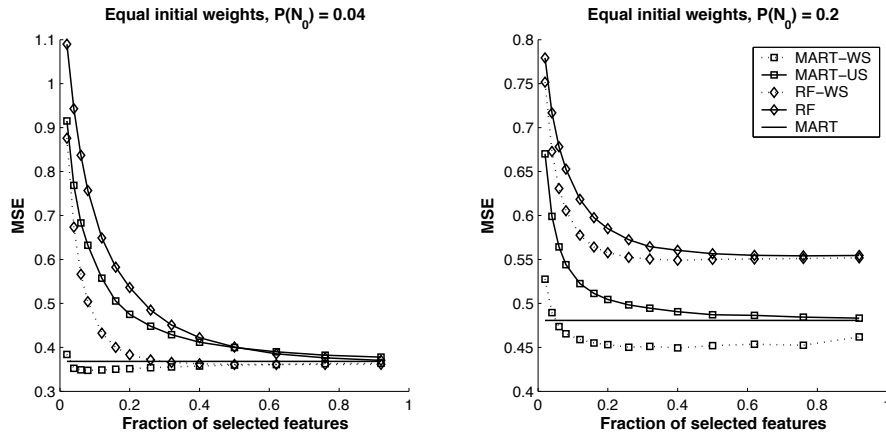 Equal initial weights, P(N0) = 0.04
1.1
1
0.9
0.8
0.7
0.6
0.5
0.4
0.3
MSE
0 0.2 0.4 0.6 0.8 1
Fraction of selected features
Equal initial weights, P(N0) = 0.2
0.8
0.75
0.7
0.65
0.6
0.55
0.5
0.45
0.4
MSE
0 0.2 0.4 0.6 0.8 1
Fraction of selected features
MART−WS
MART−US
RF−WS
RF
MART